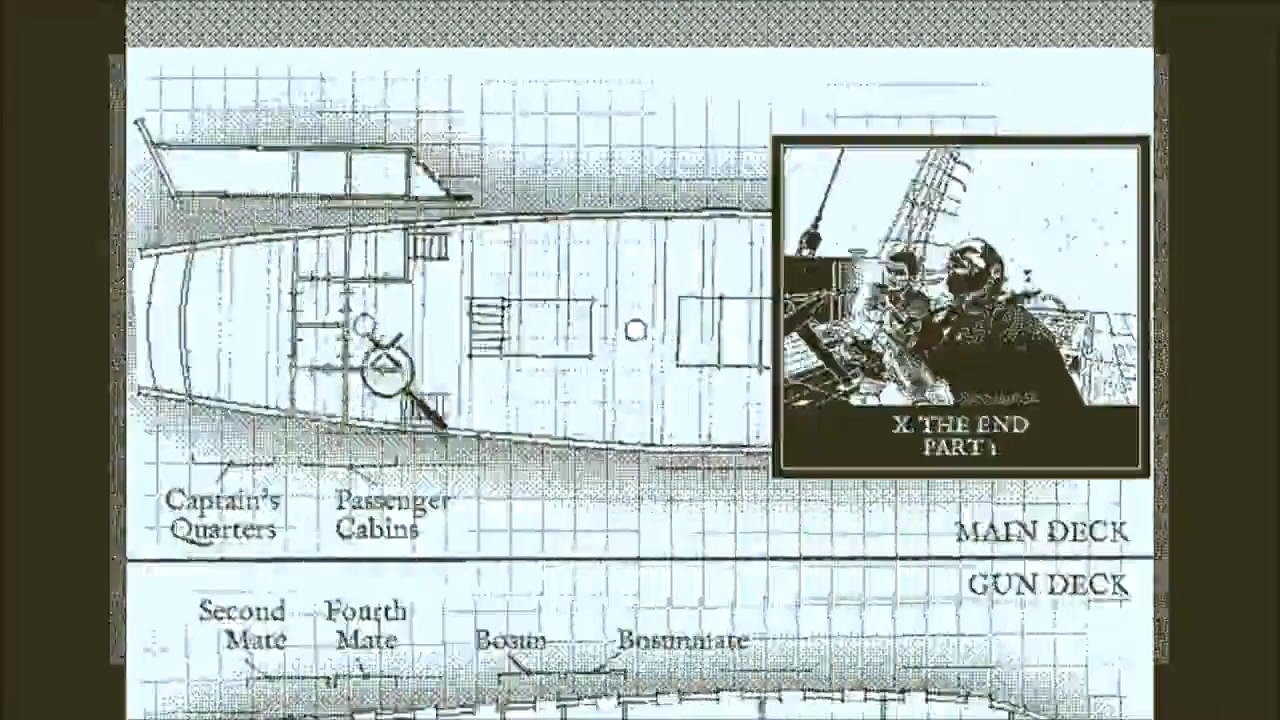 X. THE END
PART 1
Captain's
Quarters
Passenger
Cabins
MAIN DECK
GUN DECK
Second
Mate
Fourth
Mate
Bosun
Bosunmate